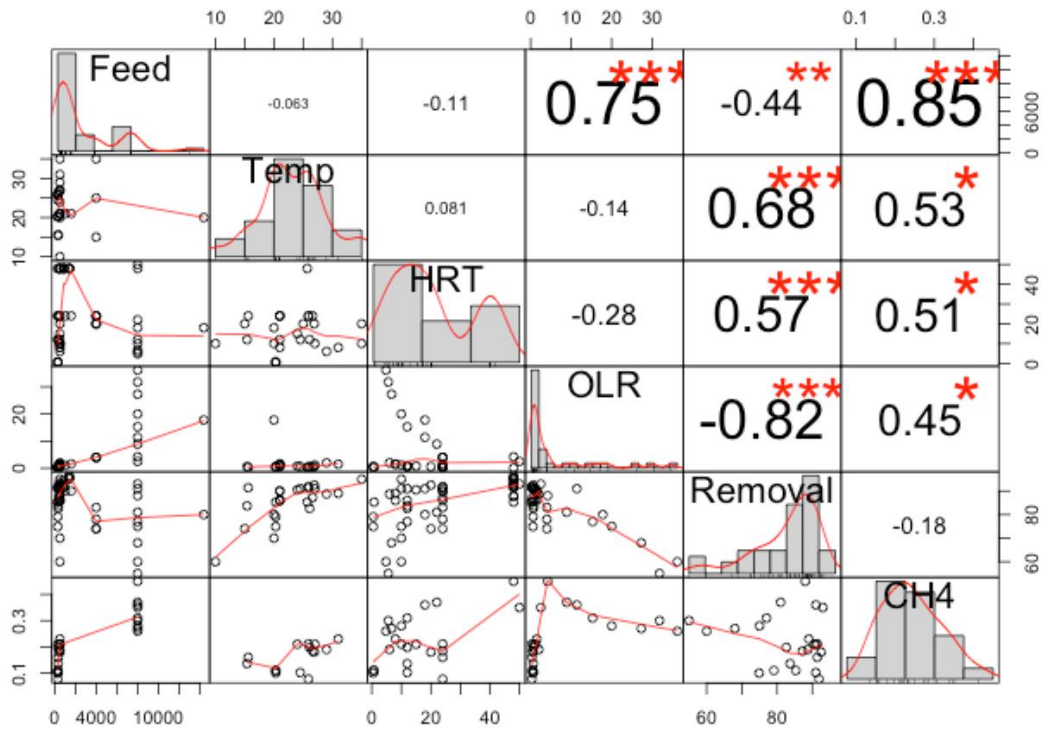 10 20 30 0 10 20 30 0.1 0.3
Feed -0.063 -0.11 0.75 *** -0.44 ** 0.85 *** 0 6000
10 20 30 Temp 0.081 -0.14 0.68 *** 0.53 *
HRT -0.28 0.57 *** 0.51 * 0 20 40
0 20 OLR -0.82 *** 0.45 *
Removal -0.18 60 80
0.1 0.3 CH4
0 4000 10000 0 20 40 60 80